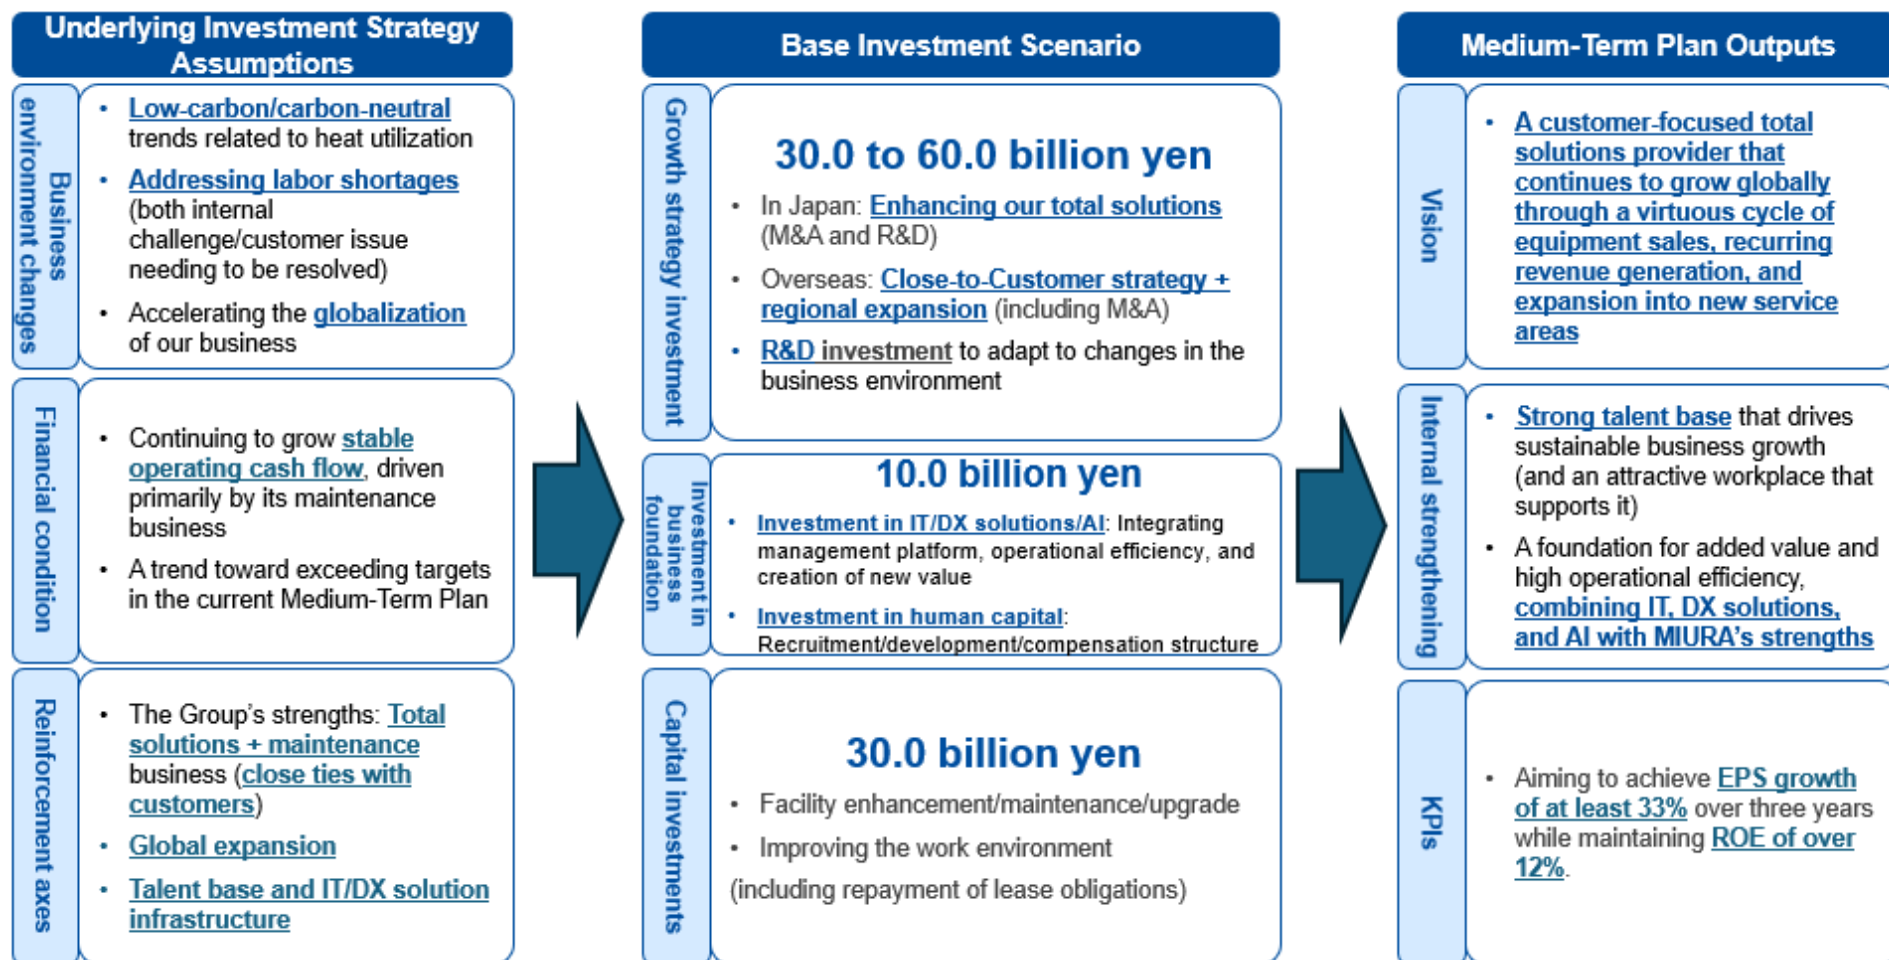 Underlying Investment Strategy
Assumptions
Business
environment changes
• Low-carbon/carbon-neutral
trends related to heat utilization
• Addressing labor shortages
(both internal
challenge/customer issue
needing to be resolved)
• Accelerating the globalization
of our business
Financial condition
• Continuing to grow stable
operating cash flow, driven
primarily by its maintenance
business
• A trend toward exceeding targets
in the current Medium-Term Plan
Reinforcement axes
• The Group's strengths: Total
solutions + maintenance
business (close ties with
customers)
• Global expansion
• Talent base and IT/DX solution
infrastructure
Base Investment Scenario
Growth strategy investment
30.0 to 60.0 billion yen
• In Japan: Enhancing our total solutions
(M&A and R&D)
• Overseas: Close-to-Customer strategy +
regional expansion (including M&A)
• R&D investment to adapt to changes in the
business environment
Investment in
business
foundation
10.0 billion yen
• Investment in IT/DX solutions/AI: Integrating
management platform, operational efficiency, and
creation of new value
• Investment in human capital:
Recruitment/development/compensation structure
Capital investments
30.0 billion yen
• Facility enhancement/maintenance/upgrade
• Improving the work environment
(including repayment of lease obligations)
Medium-Term Plan Outputs
Vision
• A customer-focused total
solutions provider that
continues to grow globally
through a virtuous cycle of
equipment sales, recurring
revenue generation, and
expansion into new service
areas
Internal strengthening
• Strong talent base that drives
sustainable business growth
(and an attractive workplace that
supports it)
• A foundation for added value and
high operational efficiency,
combining IT, DX solutions,
and AI with MIURA's strengths
KPIs
• Aiming to achieve EPS growth
of at least 33% over three years
while maintaining ROE of over
12%.